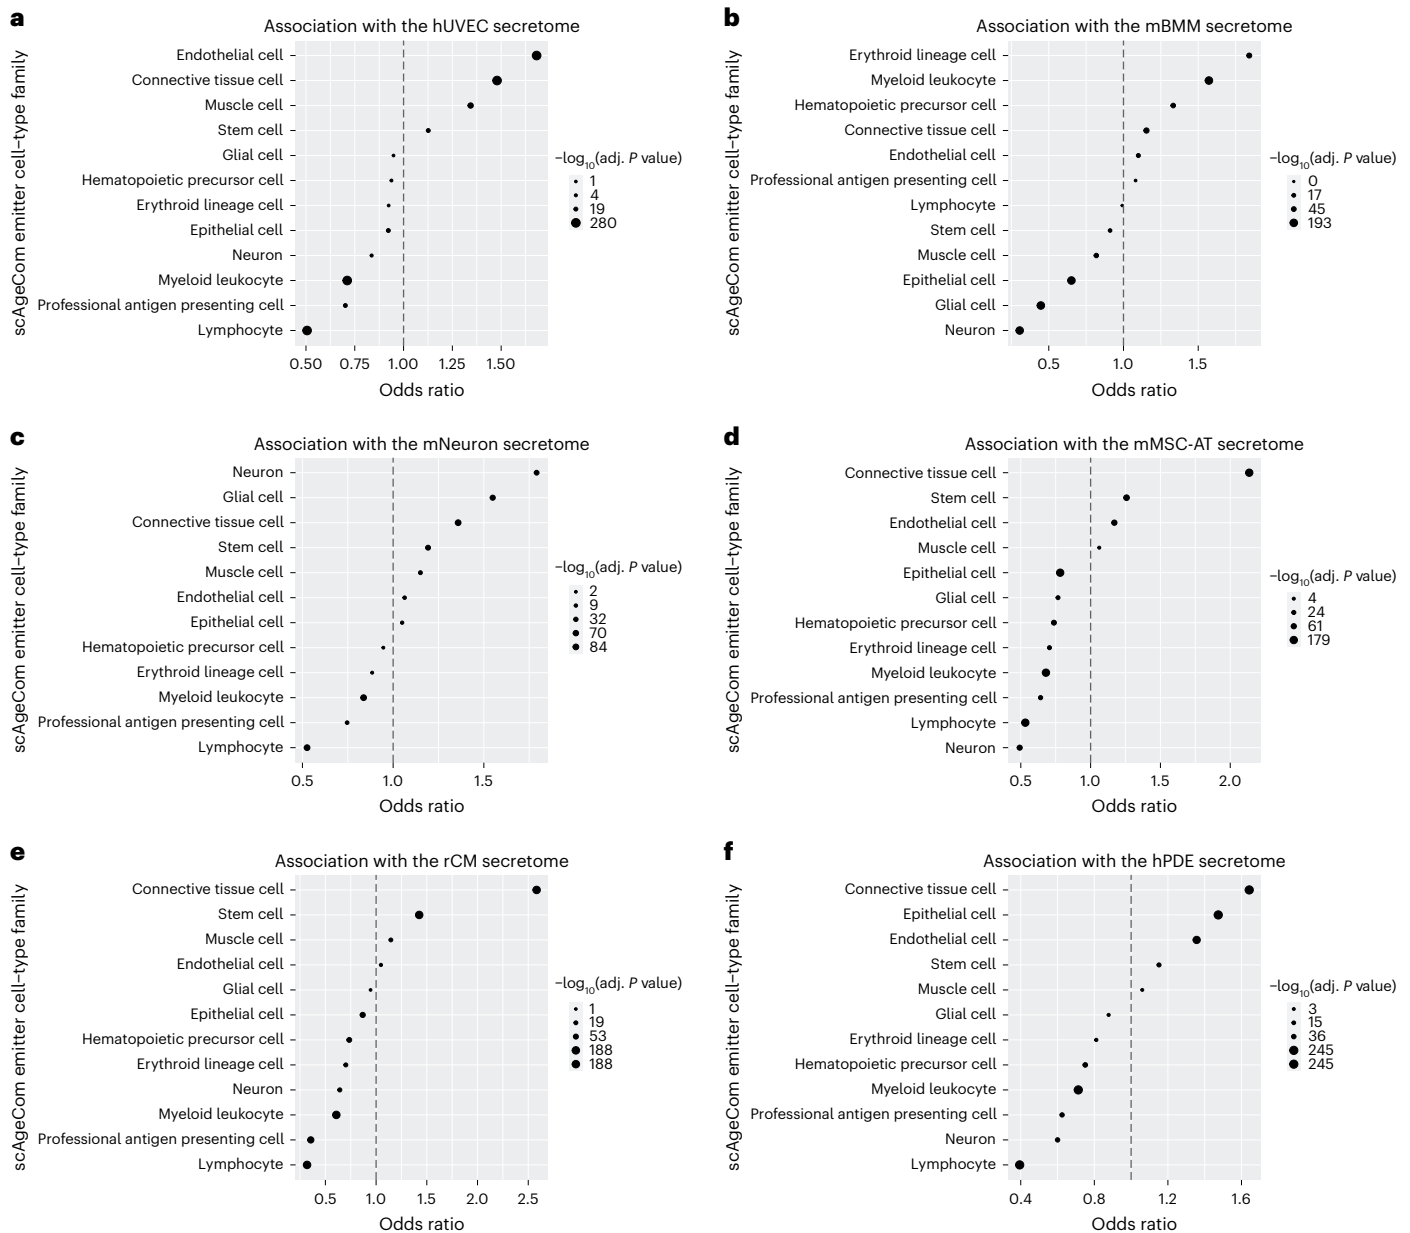 a
Association with the hUVEC secretome
scAgeCom emitter cell–type family
Endothelial cell
Connective tissue cell
Muscle cell
Stem cell
Glial cell
Hematopoietic precursor cell
Erythroid lineage cell
Epithelial cell
Neuron
Myeloid leukocyte
Professional antigen presenting cell
Lymphocyte
0.50 0.75 1.00 1.25 1.50
Odds ratio
−log10(adj. P value)
1
4
19
280
b
Association with the mBMM secretome
scAgeCom emitter cell–type family
Erythroid lineage cell
Myeloid leukocyte
Hematopoietic precursor cell
Connective tissue cell
Endothelial cell
Professional antigen presenting cell
Lymphocyte
Stem cell
Muscle cell
Epithelial cell
Glial cell
Neuron
0.5 1.0 1.5
Odds ratio
−log10(adj. P value)
0
17
45
193
c
Association with the mNeuron secretome
scAgeCom emitter cell–type family
Neuron
Glial cell
Connective tissue cell
Stem cell
Muscle cell
Endothelial cell
Epithelial cell
Hematopoietic precursor cell
Erythroid lineage cell
Myeloid leukocyte
Professional antigen presenting cell
Lymphocyte
0.5 1.0 1.5
Odds ratio
−log10(adj. P value)
2
9
32
70
84
d
Association with the mMSC-AT secretome
scAgeCom emitter cell–type family
Connective tissue cell
Stem cell
Endothelial cell
Muscle cell
Epithelial cell
Glial cell
Hematopoietic precursor cell
Erythroid lineage cell
Myeloid leukocyte
Professional antigen presenting cell
Lymphocyte
Neuron
0.5 1.0 1.5 2.0
Odds ratio
−log10(adj. P value)
4
24
61
179
e
Association with the rCM secretome
scAgeCom emitter cell–type family
Connective tissue cell
Stem cell
Muscle cell
Endothelial cell
Glial cell
Epithelial cell
Hematopoietic precursor cell
Erythroid lineage cell
Neuron
Myeloid leukocyte
Professional antigen presenting cell
Lymphocyte
0.5 1.0 1.5 2.0 2.5
Odds ratio
−log10(adj. P value)
1
19
53
188
188
f
Association with the hPDE secretome
scAgeCom emitter cell–type family
Connective tissue cell
Epithelial cell
Endothelial cell
Stem cell
Muscle cell
Glial cell
Erythroid lineage cell
Hematopoietic precursor cell
Myeloid leukocyte
Professional antigen presenting cell
Neuron
Lymphocyte
0.4 0.8 1.2 1.6
Odds ratio
−log10(adj. P value)
3
15
36
245
245